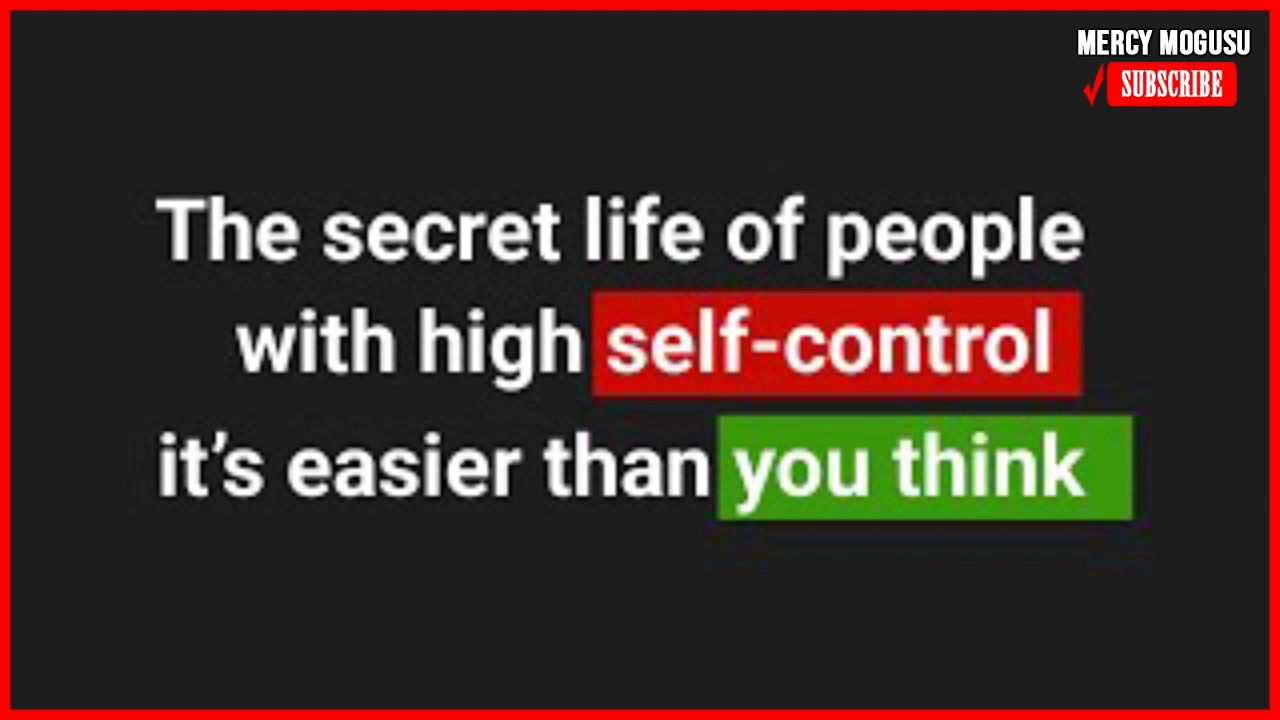 MERCY MOGUSU
SUBSCRIBE
The secret life of people
with high self-control
it’s easier than you think